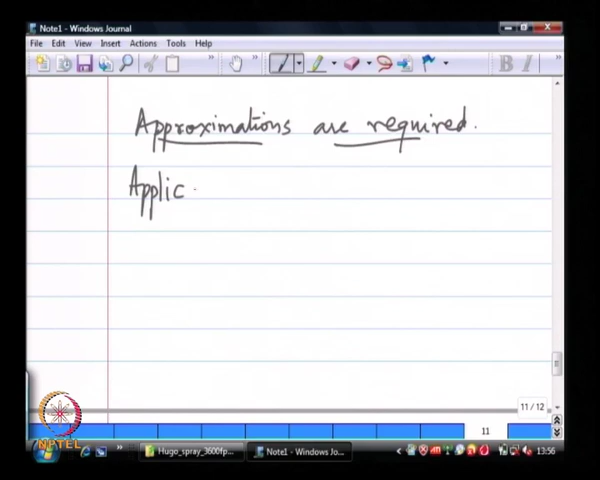 Note1 - Windows Journal
File Edit View Insert Actions Tools Help
B I
Approximations are required.
Applic
11 / 12
11
NPTEL
Hugo_spray_3600fp...
Note1 - Windows Jo...
13:56